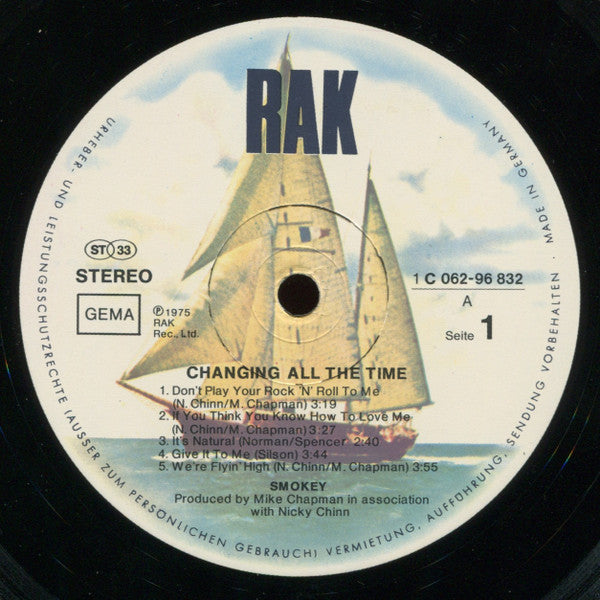 RAK
URHEBER- UND LEISTUNGSSCHUTZRECHTE (AUSSER ZUM PERSÖNLICHEN GEBRAUCH) VERMIETUNG, AUFFÜHRUNG, SENDUNG VORBEHALTEN · MADE IN GERMANY
ST 33
STEREO
GEMA
℗1975
RAK
Rec., Ltd.
1 C 062-96 832
A
Seite 1
CHANGING ALL THE TIME
1. Don't Play Your Rock 'N' Roll To Me
(N. Chinn/M. Chapman) 3:19
2. If You Think You Know How To Love Me
(N. Chinn/M. Chapman) 3:27
3. It's Natural (Norman/Spencer 2:40
4. Give It To Me (Silson) 3:44
5. We're Flyin' High (N. Chinn/M. Chapman) 3:55
SMOKEY
Produced by Mike Chapman in association
with Nicky Chinn